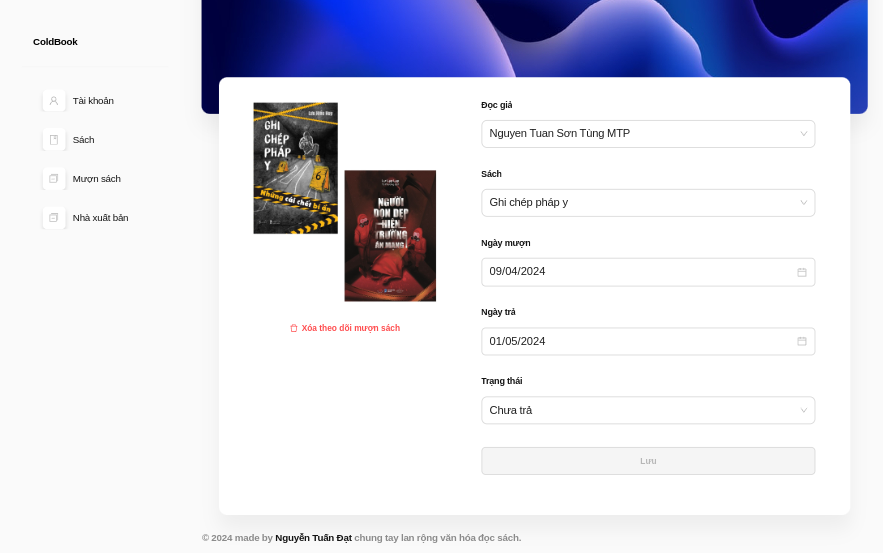 ColdBook
Tài khoản
Sách
Mượn sách
Nhà xuất bản
GHI
CHÉP
PHÁP
Y
6
Những cái chết bí ẩn
NGƯỜI
DỌN DẸP
HIỆN
TRƯỜNG
ÁN MẠNG
Xóa theo dõi mượn sách
Đọc giả
Nguyen Tuan Sơn Tùng MTP
Sách
Ghi chép pháp y
Ngày mượn
09/04/2024
Ngày trả
01/05/2024
Trạng thái
Chưa trả
Lưu
© 2024 made by Nguyễn Tuấn Đạt chung tay lan rộng văn hóa đọc sách.